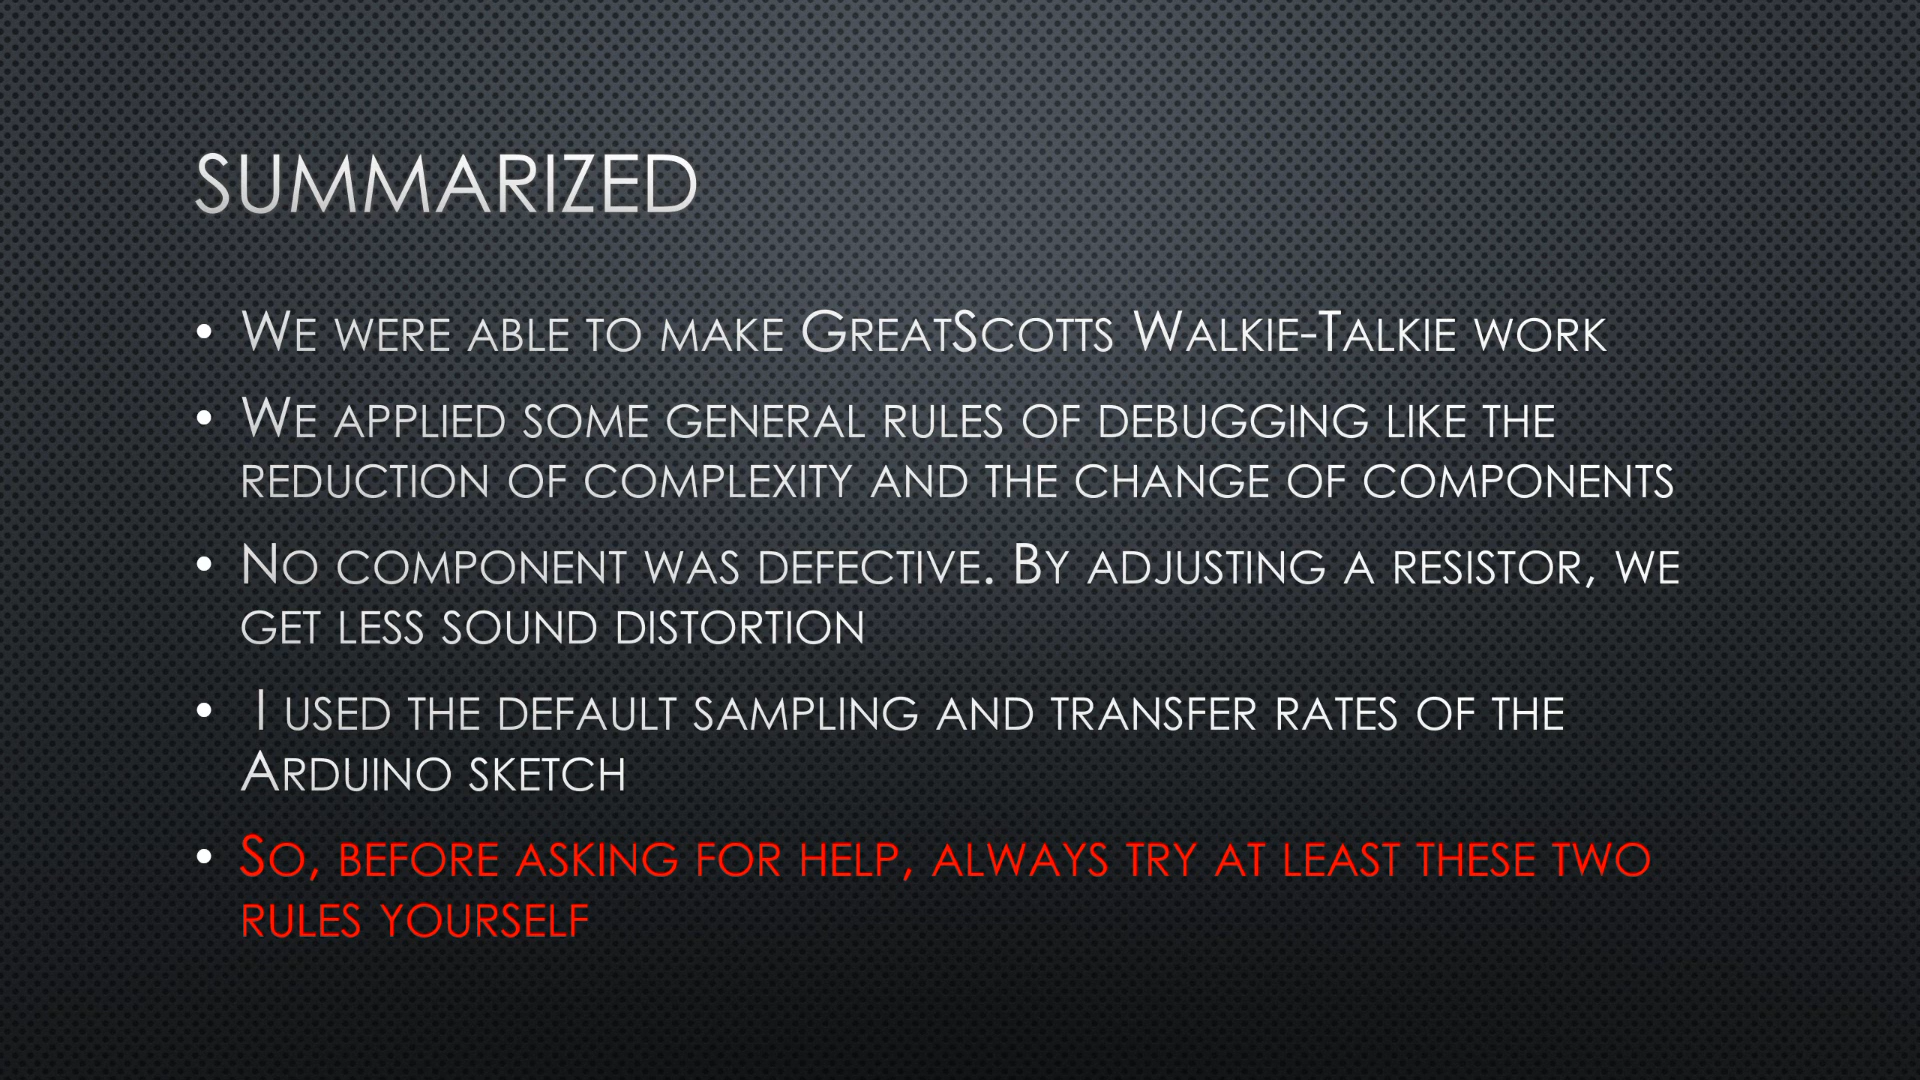 SUMMARIZED
• We were able to make GreatScotts Walkie-Talkie work
• We applied some general rules of debugging like the
reduction of complexity and the change of components
• No component was defective. By adjusting a resistor, we
get less sound distortion
• I used the default sampling and transfer rates of the
Arduino sketch
• So, before asking for help, always try at least these two
rules yourself